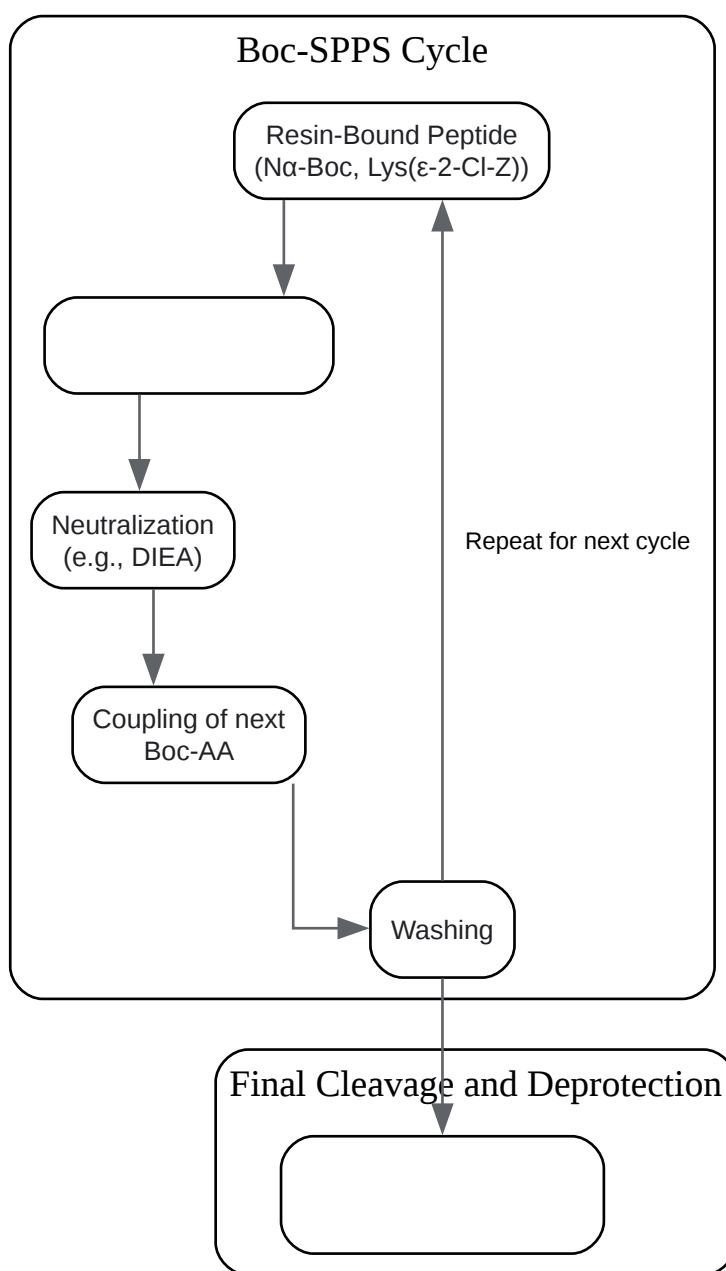 Boc-SPPS Cycle
Resin-Bound Peptide
(Nα-Boc, Lys(ε-2-Cl-Z))
Neutralization
(e.g., DIEA)
Repeat for next cycle
Coupling of next
Boc-AA
Washing
Final Cleavage and Deprotection